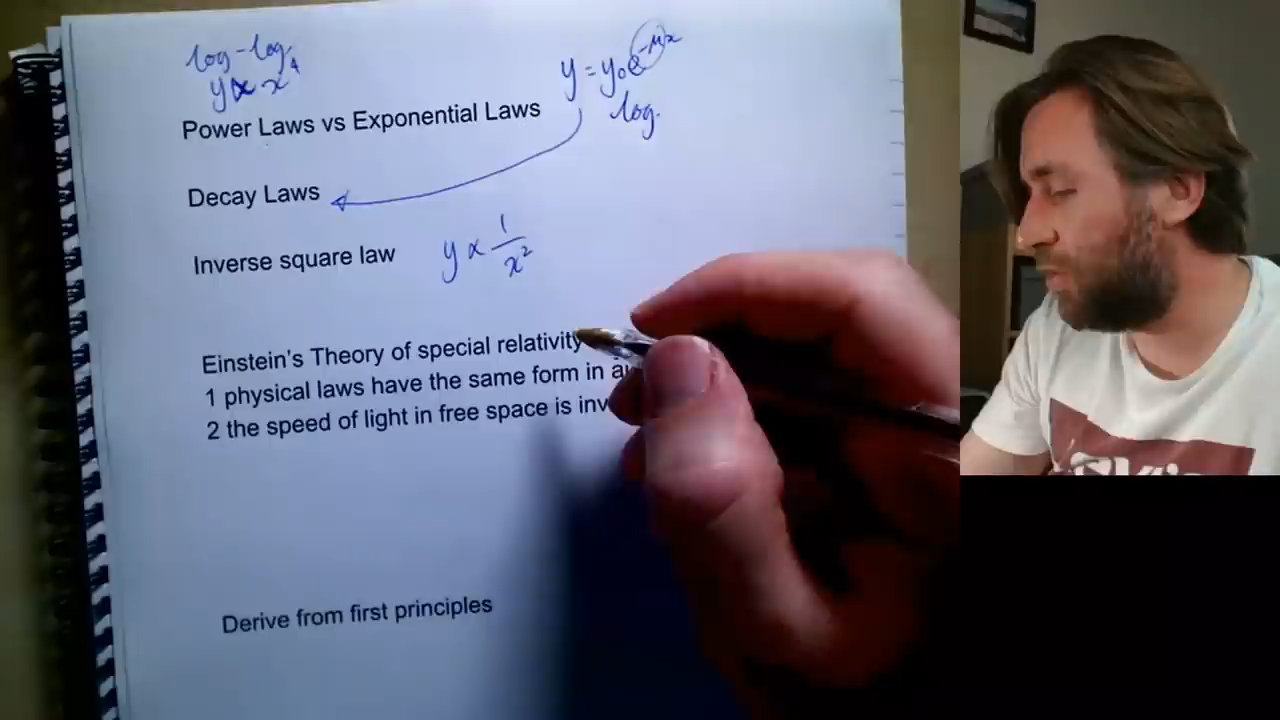 log-log
y ∝ x⁴
y = y₀e^-μx
log.
Power Laws vs Exponential Laws
Decay Laws
Inverse square law y ∝ 1/x²
Einstein's Theory of special relativity
1 physical laws have the same form in
2 the speed of light in free space is
Derive from first principles